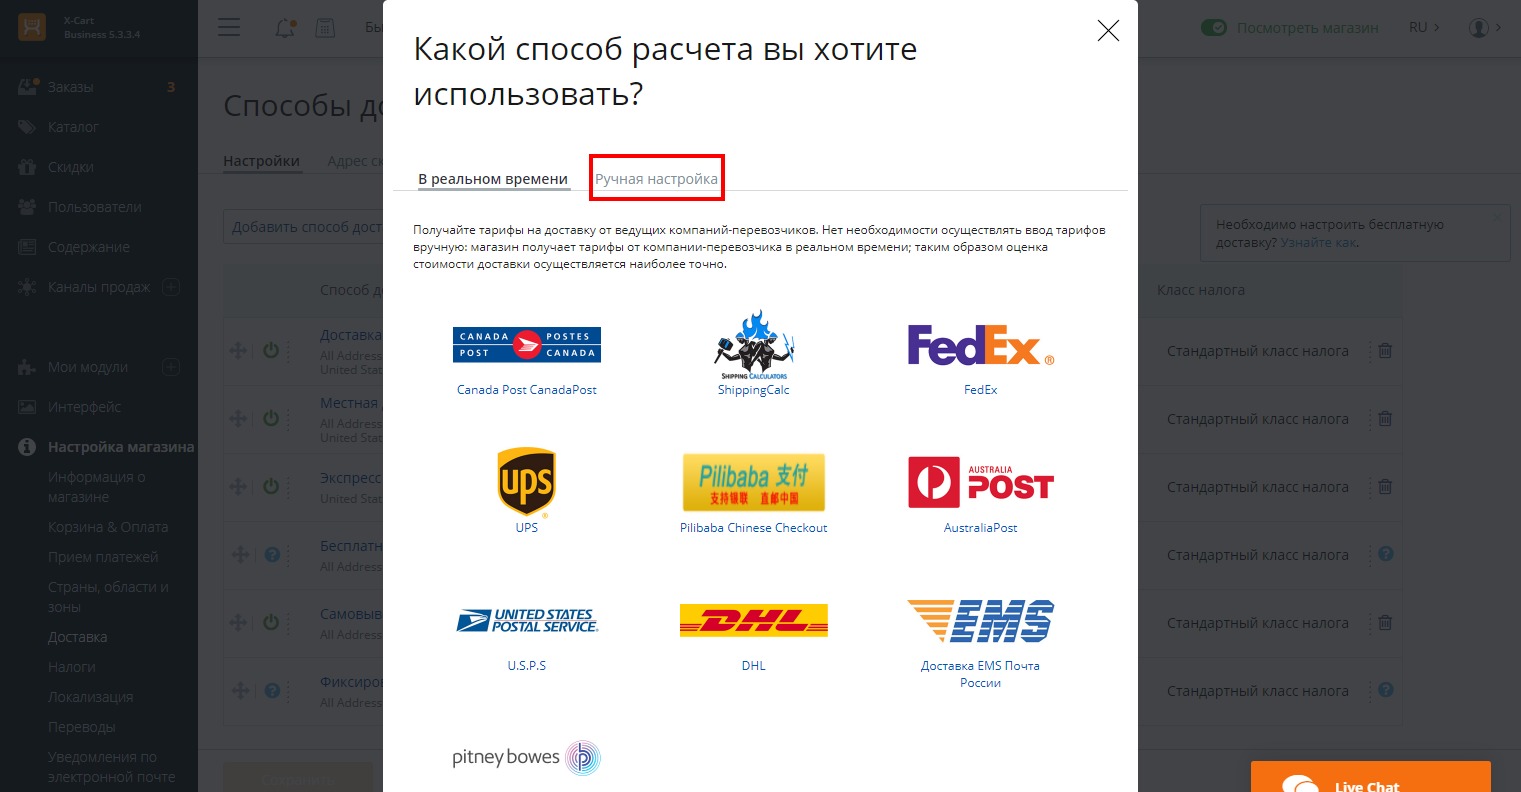 X-Cart
Business 5.3.3.4
Посмотреть магазин
RU
Заказы
3
Каталог
Скидки
Пользователи
Содержание
Каналы продаж
Мои модули
Интерфейс
Настройка магазина
Информация о
магазине
Корзина & Оплата
Прием платежей
Страны, области и
зоны
Доставка
Налоги
Локализация
Переводы
Уведомления по
электронной почте
Способы
Настройки
Адрес
Добавить способ
Необходимо настроить бесплатную
доставку? Узнайте как.
Способ
Класс налога
Доставка
All Address
United Stat
Стандартный класс налога
Местная
All Address
United Stat
Стандартный класс налога
Экспресс
United Stat
Стандартный класс налога
Бесплатн
All Address
Стандартный класс налога
Самовыв
All Address
Стандартный класс налога
Фиксиров
All Address
Стандартный класс налога
Сохранить
Какой способ расчета вы хотите
использовать?
В реальном времени
Ручная настройка
Получайте тарифы на доставку от ведущих компаний-перевозчиков. Нет необходимости осуществлять ввод тарифов
вручную: магазин получает тарифы от компании-перевозчика в реальном времени; таким образом оценка
стоимости доставки осуществляется наиболее точно.
CANADA POSTES
POST CANADA
Canada Post CanadaPost
SHIPPING CALCULATORS
ShippingCalc
FedEx®
FedEx
ups
UPS
Pilibaba 支付
支持银联 直邮中国
Pilibaba Chinese Checkout
AUSTRALIA
POST
AustraliaPost
UNITED STATES
POSTAL SERVICE®
U.S.P.S
DHL
DHL
EMS
Доставка EMS Почта
России
pitney bowes
Live Chat